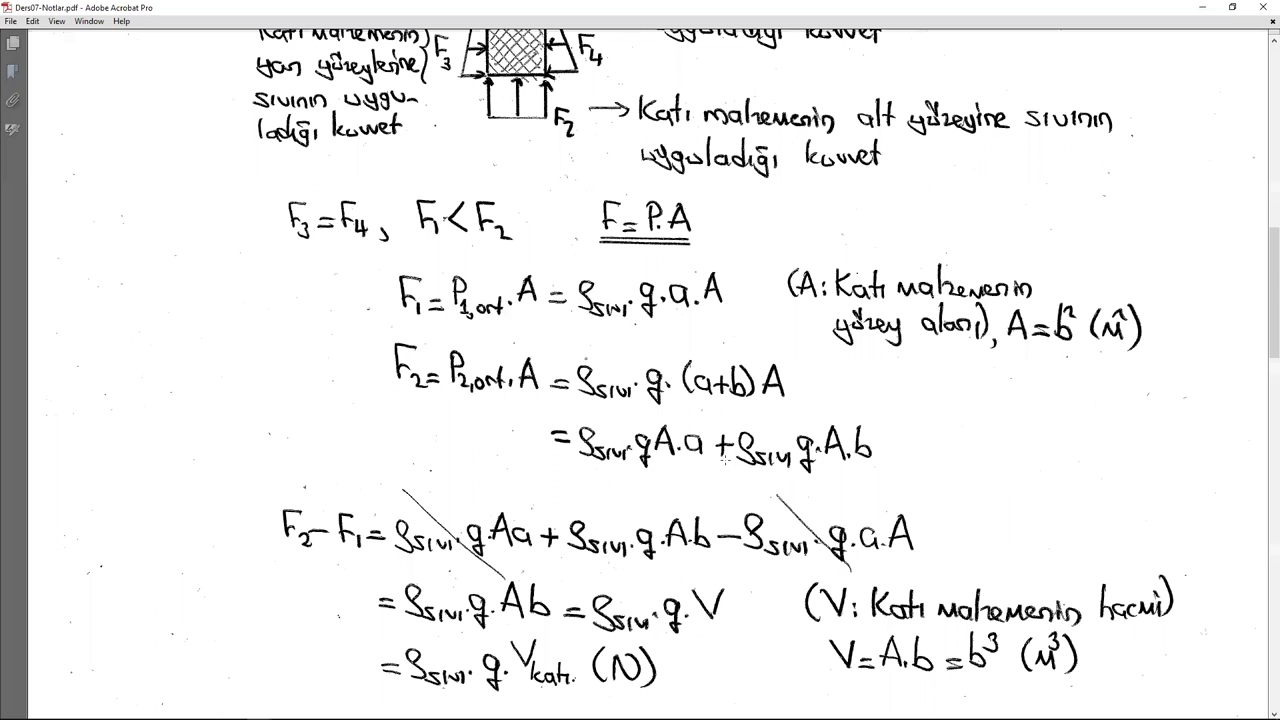 Ders07-Notlar.pdf - Adobe Acrobat Pro
File Edit View Window Help
Katı malzemenin
yan yüzeylerine
sıvının uygu-
ladığı kuvvet
F3
F4
uyguladığı kuvvet
F2 → Katı malzemenin alt yüzeyine sıvının
uyguladığı kuvvet
F3 = F4, F1 < F2 F = P.A
F1 = P1,ort. A = ρsıvı. g. a. A (A: Katı malzemenin
yüzey alanı), A = b² (m²)
F2 = P2,ort. A = ρsıvı. g. (a+b) A
= ρsıvı. g A. a + ρsıvı g. A. b
F2 – F1 = ρsıvı. g. Aa + ρsıvı. g. A.b – ρsıvı. g. a. A
= ρsıvı. g. Ab = ρsıvı. g. V (V: Katı malzemenin hacmi)
= ρsıvı. g. Vkatı. (N) V = A.b = b³ (m³)